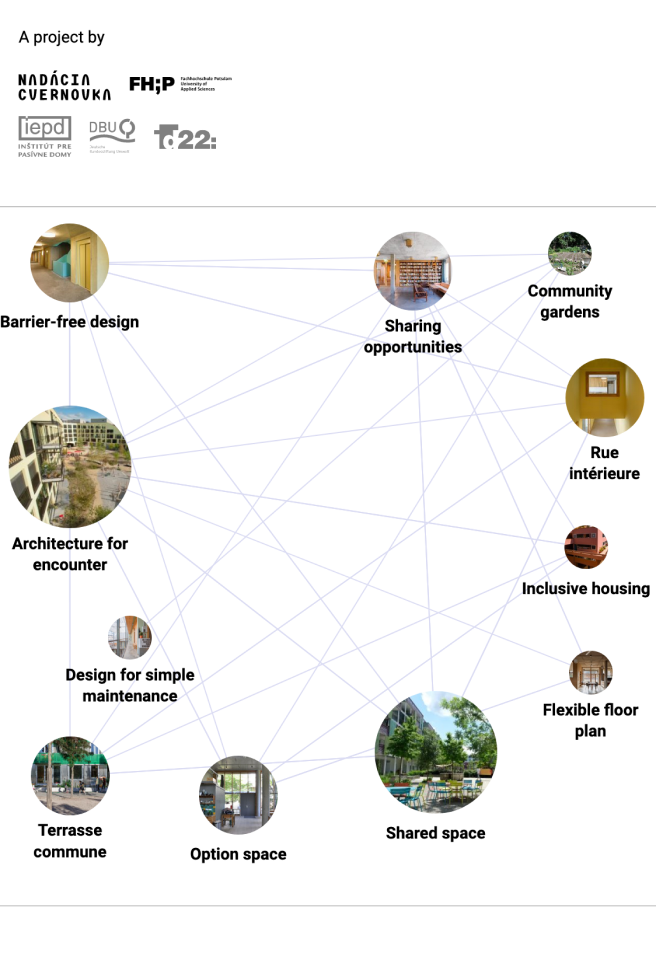 A project by
NADÁCIA
CVERNOVKA
FH;P
Fachhochschule Potsdam
University of
Applied Sciences
iepd
INŠTITÚT PRE
PASÍVNE DOMY
DBU
Deutsche
Bundesstiftung Umwelt
Td22:
Barrier-free design
Sharing
opportunities
Community
gardens
Rue
intérieure
Architecture for
encounter
Inclusive housing
Design for simple
maintenance
Flexible floor
plan
Terrasse
commune
Option space
Shared space